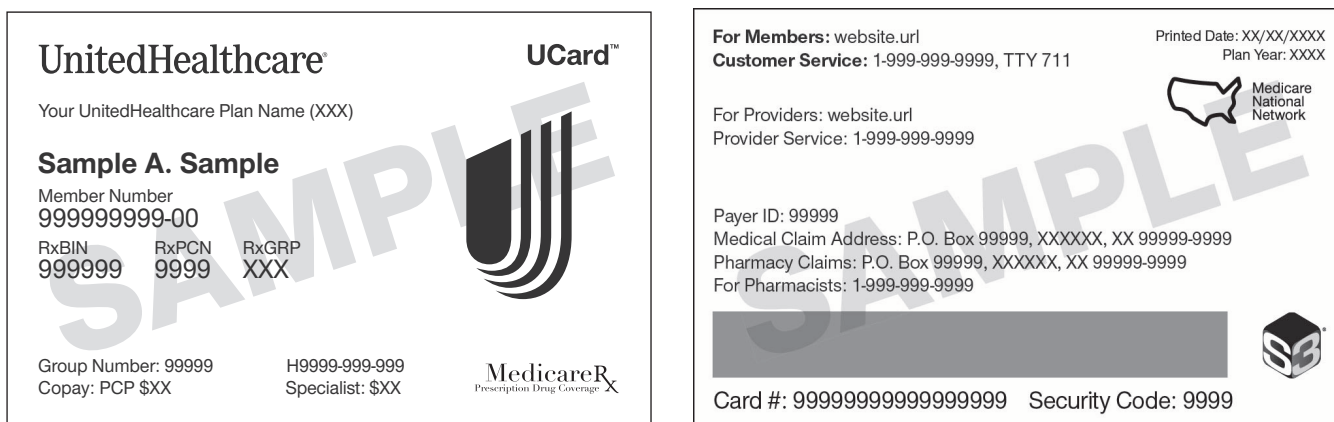 UnitedHealthcare®
UCard™
Your UnitedHealthcare Plan Name (XXX)
Sample A. Sample
Member Number
999999999-00
RxBIN RxPCN RxGRP
999999 9999 XXX
Group Number: 99999 H9999-999-999
Copay: PCP $XX Specialist: $XX
MedicareRx
Prescription Drug Coverage
SAMPLE
For Members: website.url
Customer Service: 1-999-999-9999, TTY 711
Printed Date: XX/XX/XXXX
Plan Year: XXXX
Medicare
National
Network
For Providers: website.url
Provider Service: 1-999-999-9999
Payer ID: 99999
Medical Claim Address: P.O. Box 99999, XXXXXX, XX 99999-9999
Pharmacy Claims: P.O. Box 99999, XXXXXX, XX 99999-9999
For Pharmacists: 1-999-999-9999
S3
Card #: 99999999999999999 Security Code: 9999
SAMPLE